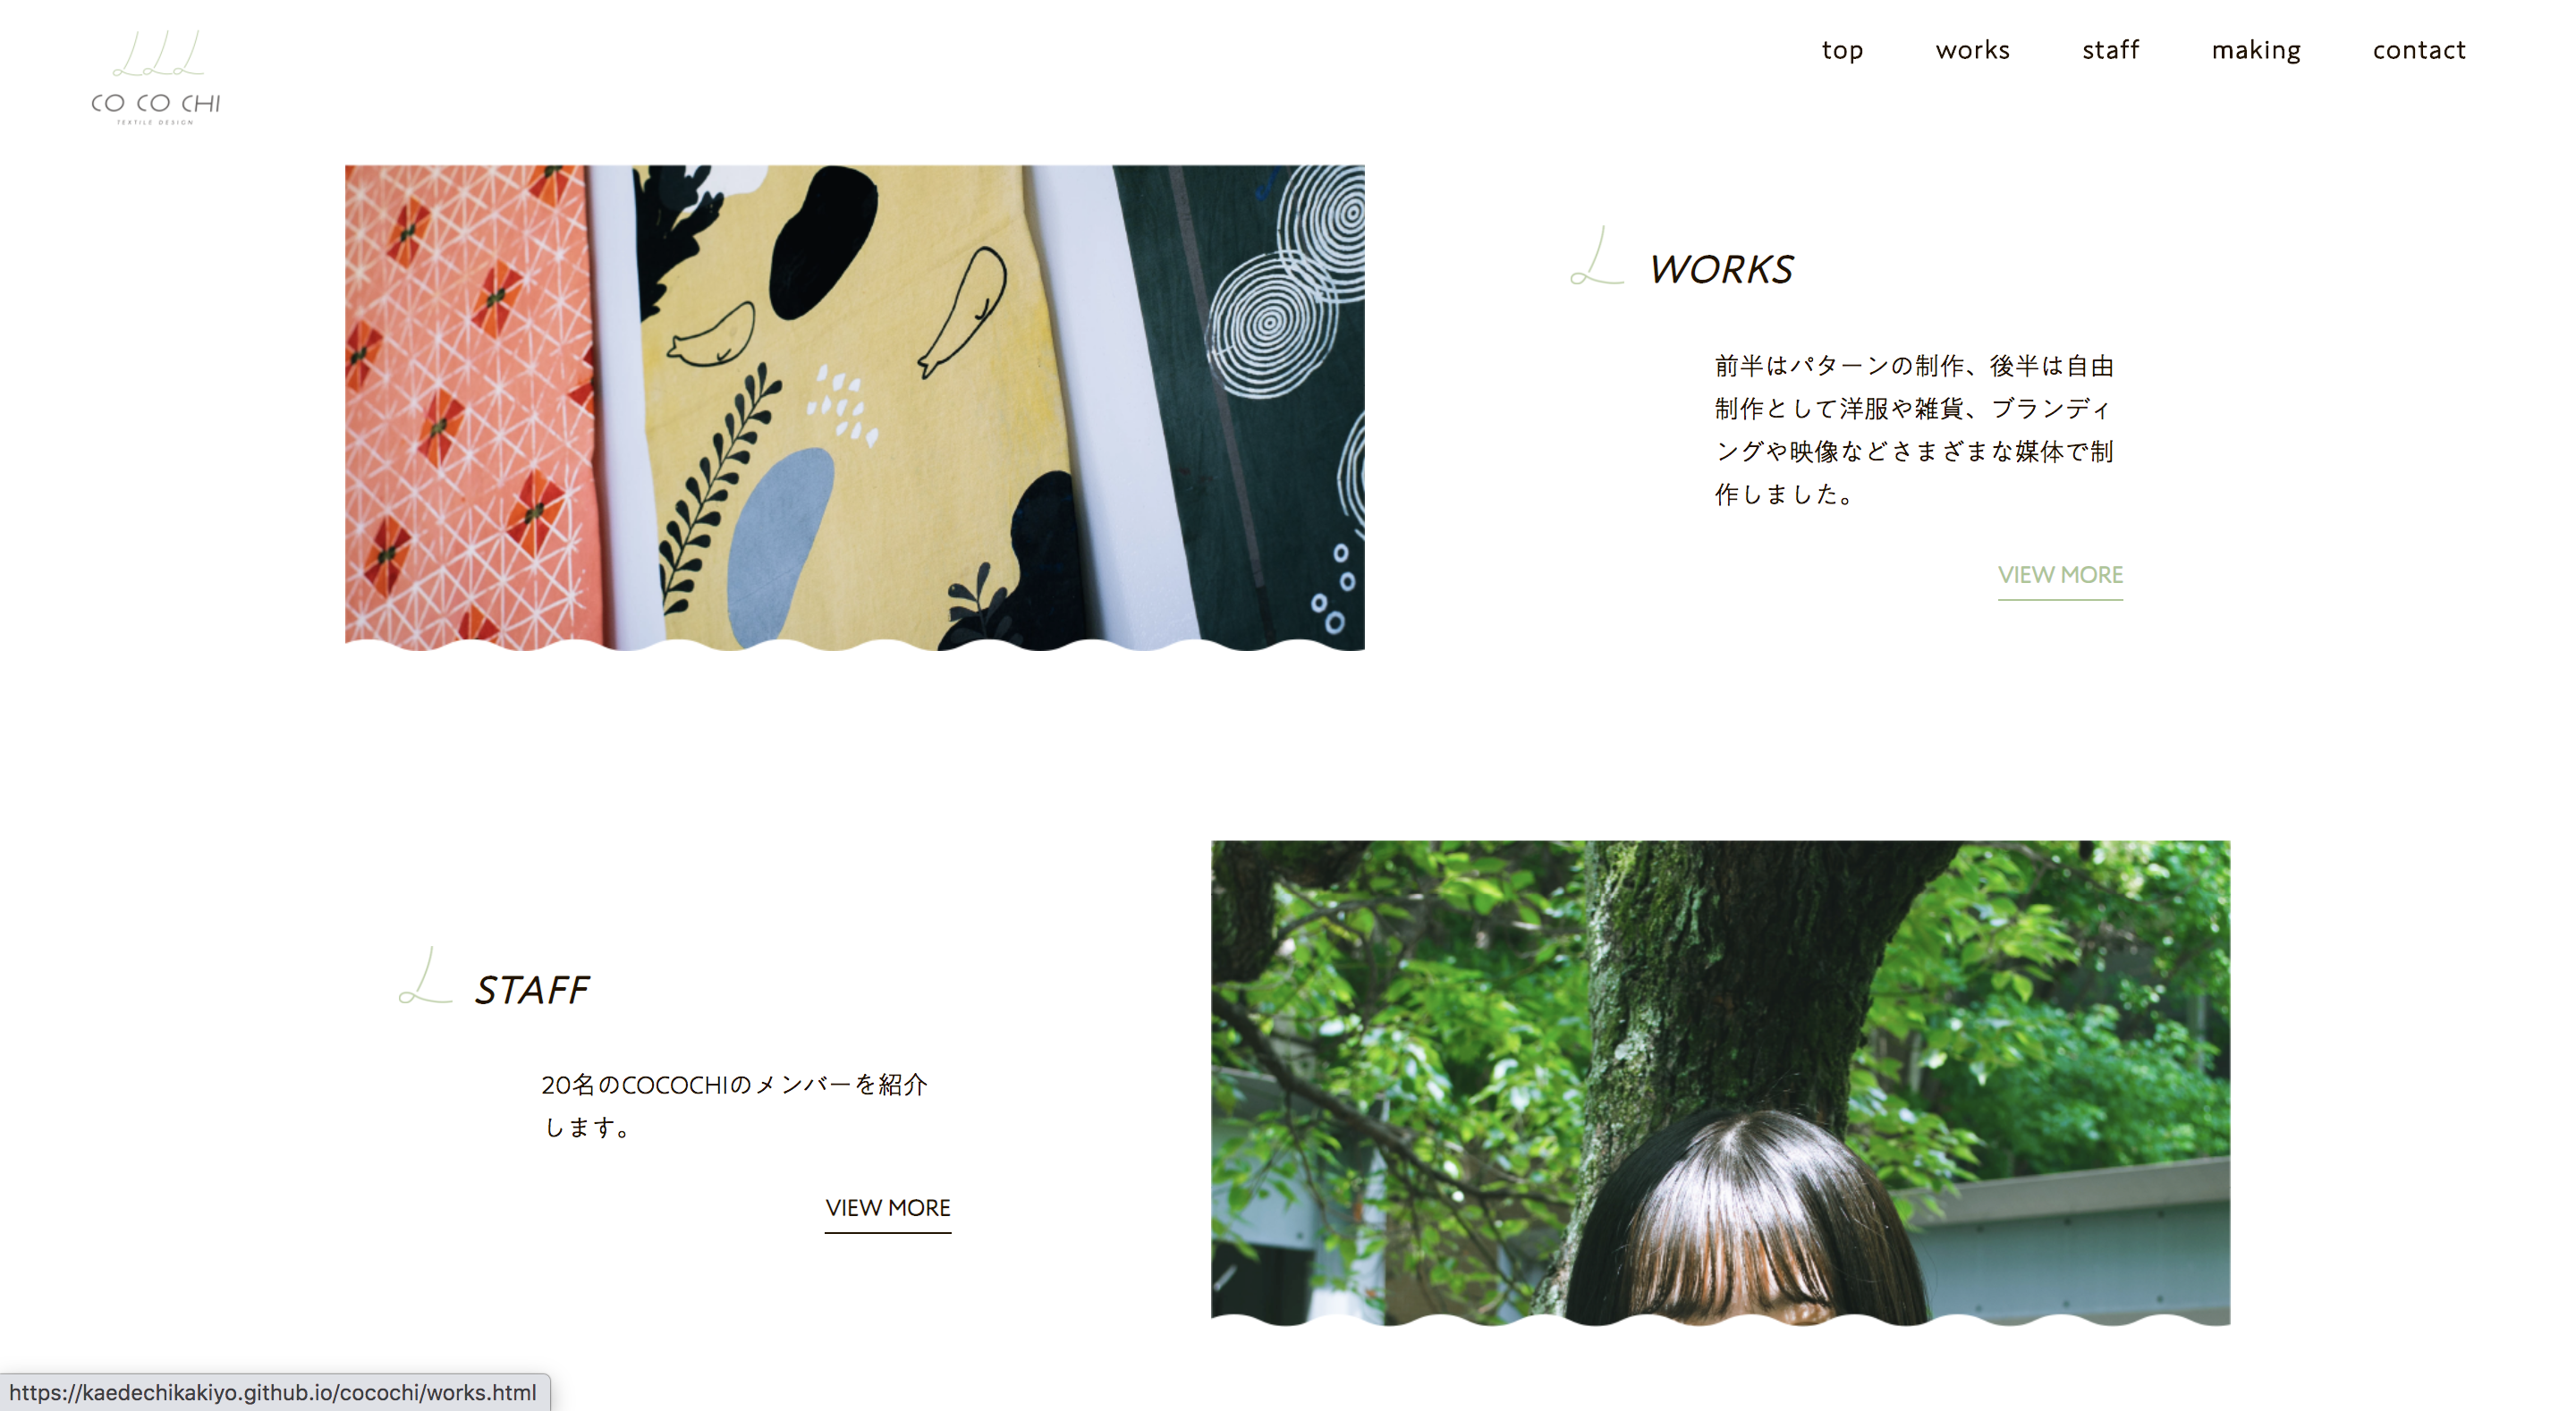 CO CO CHI
TEXTILE DESIGN
top works staff making contact
WORKS
前半はパターンの制作、後半は自由
制作として洋服や雑貨、ブランディ
ングや映像などさまざまな媒体で制
作しました。
VIEW MORE
STAFF
20名のCOCOCHIのメンバーを紹介
します。
VIEW MORE
https://kaedechikakiyo.github.io/cocochi/works.html